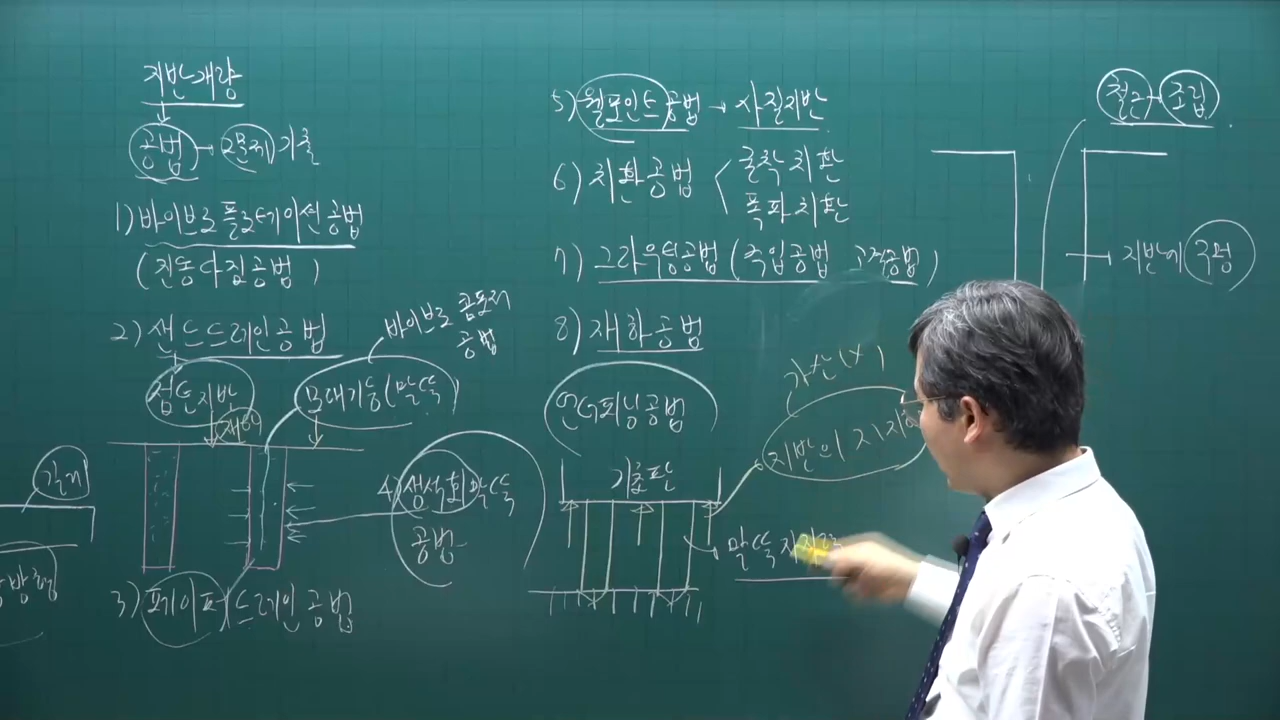 지반개량
공법 → 2문제 기출
1) 바이브로 플로테이션 공법
(진동다짐공법)
2) 샌드드레인 공법
바이브로 콤포저
공법
점토지반
모래기둥(말뚝)
재하
3) 페이퍼드레인 공법
4) 생석회 말뚝
공법
5) 웰포인트 공법 → 사질지반
6) 치환공법
굴착치환
폭파치환
7) 그라우팅공법(주입공법 고결공법)
8) 재하공법
언더피닝공법
기초판
가산(X)
지반의 지지
말뚝 지지력
철근 조립
지반에